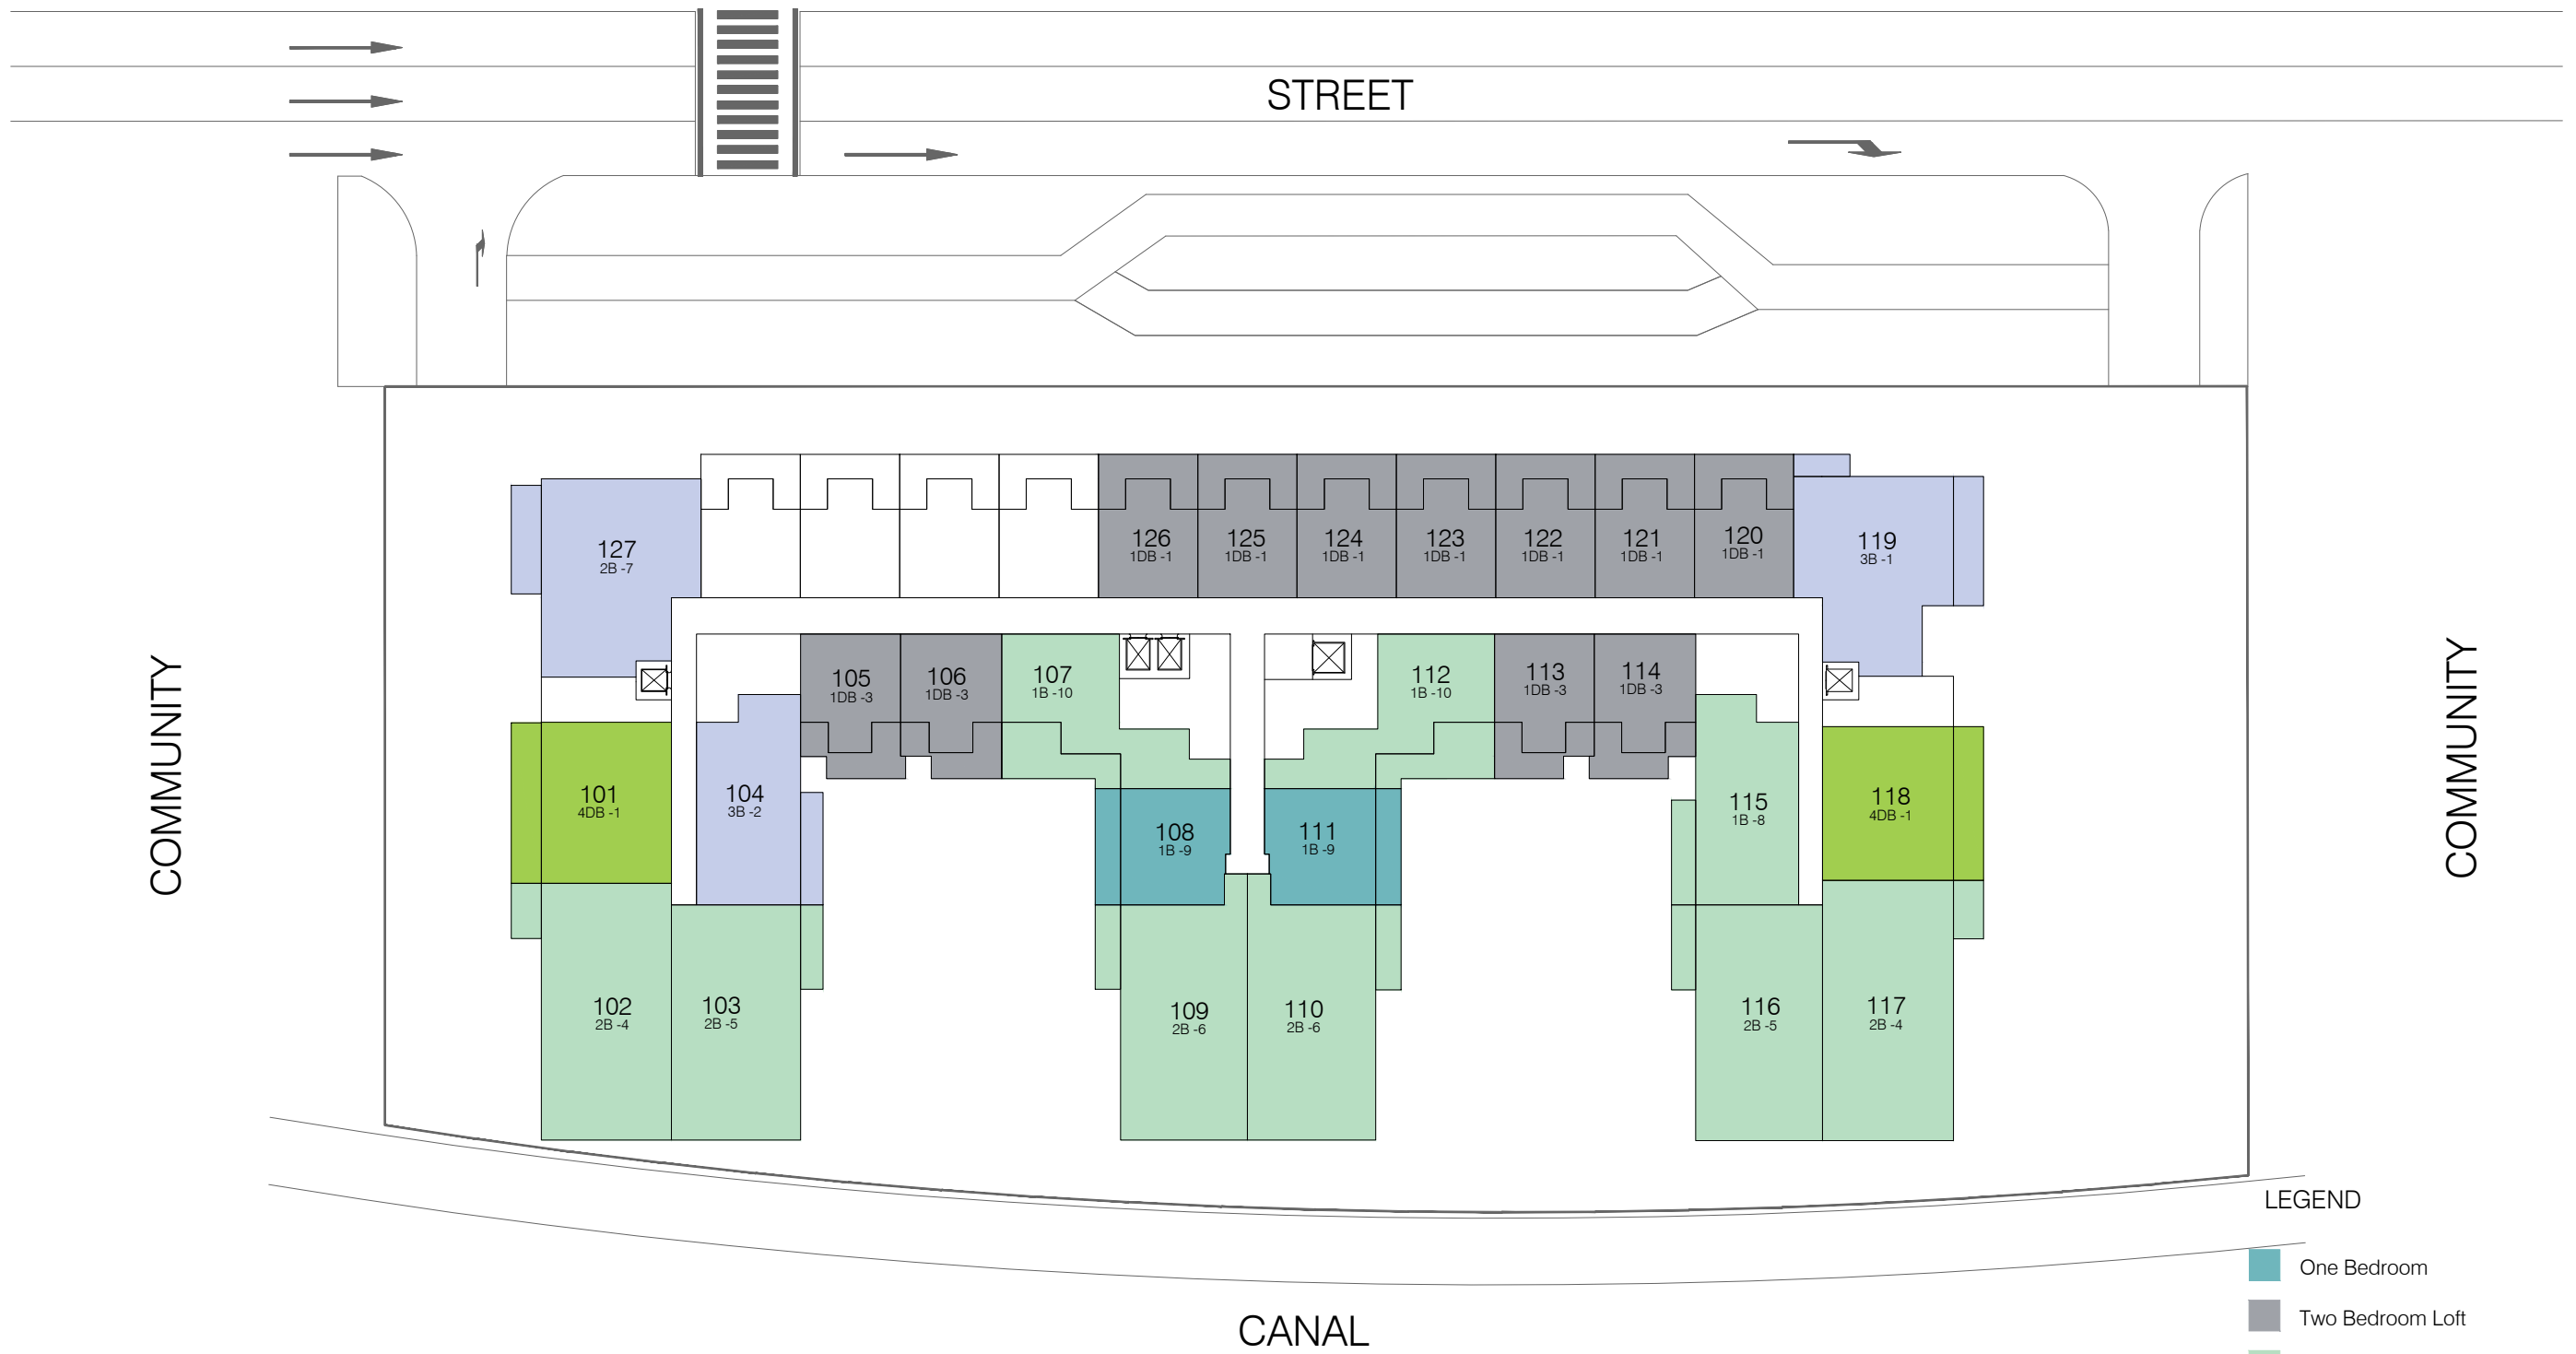 STREET
126
1DB -1
125
1DB -1
124
1DB -1
123
1DB -1
122
1DB -1
121
1DB -1
120
1DB -1
119
3B -1
127
2B -7
105
1DB -3
106
1DB -3
107
1B -10
112
1B -10
113
1DB -3
114
1DB -3
COMMUNITY
COMMUNITY
101
4DB -1
104
3B -2
108
1B -9
111
1B -9
115
1B -8
118
4DB -1
102
2B -4
103
2B -5
109
2B -6
110
2B -6
116
2B -5
117
2B -4
LEGEND
One Bedroom
Two Bedroom Loft
CANAL